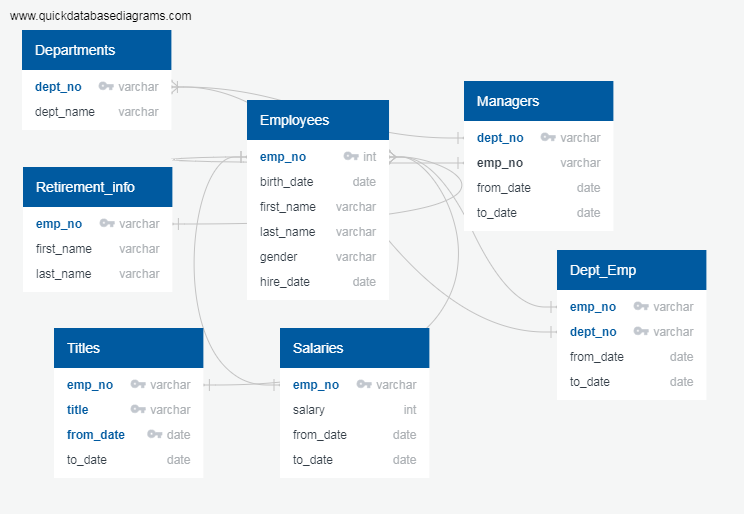 www.quickdatabasediagrams.com
Departments
dept_no varchar
dept_name varchar
Employees
emp_no int
birth_date date
first_name varchar
last_name varchar
gender varchar
hire_date date
Managers
dept_no varchar
emp_no varchar
from_date date
to_date date
Retirement_info
emp_no varchar
first_name varchar
last_name varchar
Dept_Emp
emp_no varchar
dept_no varchar
from_date date
to_date date
Titles
emp_no varchar
title varchar
from_date date
to_date date
Salaries
emp_no varchar
salary int
from_date date
to_date date